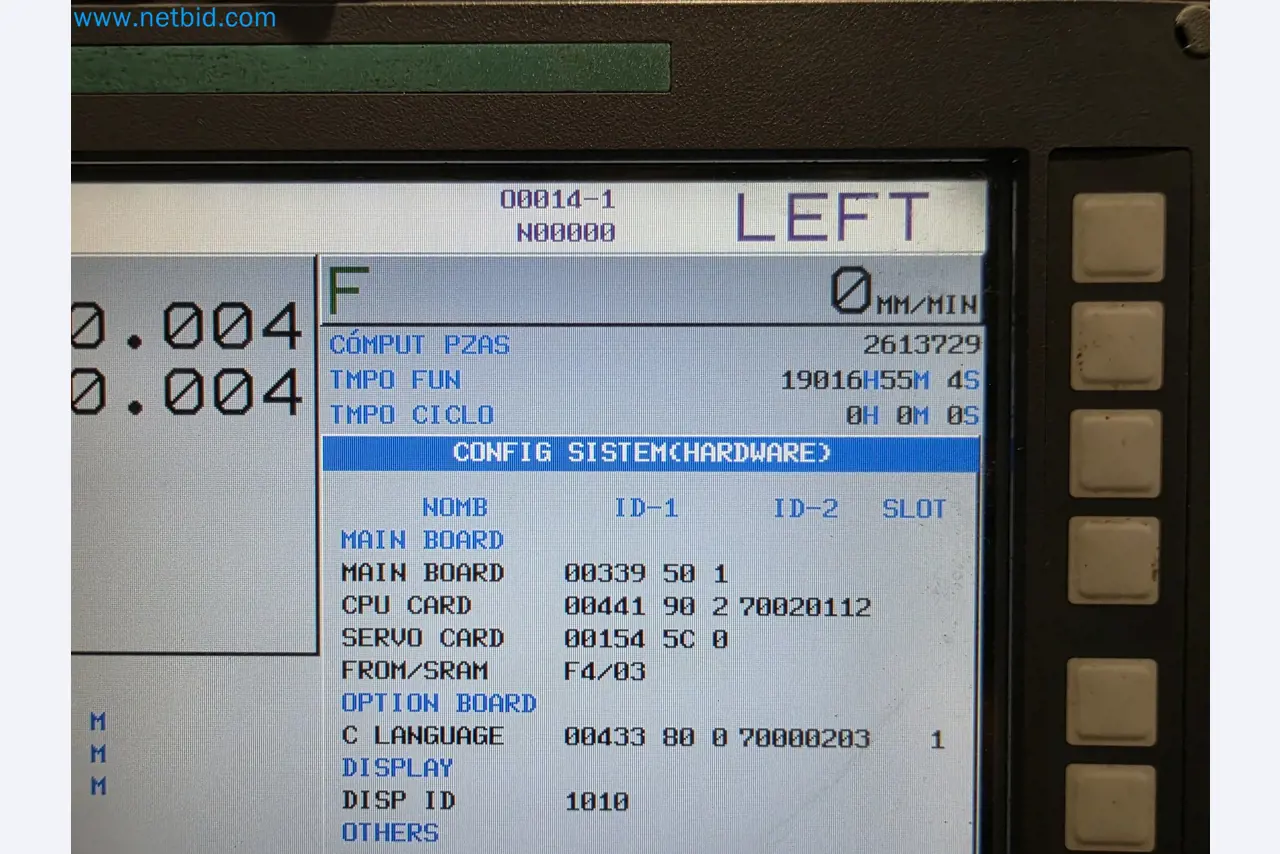 www.netbid.com
O0014-1
N00000
LEFT
F 0 MM/MIN
0.004
0.004
CÓMPUT PZAS 2613729
TMPO FUN 19016H55M 4S
TMPO CICLO 0H 0M 0S
CONFIG SISTEM(HARDWARE)
NOMB ID-1 ID-2 SLOT
MAIN BOARD
MAIN BOARD 00339 50 1
CPU CARD 00441 90 2 70020112
SERVO CARD 00154 5C 0
FROM/SRAM F4/03
OPTION BOARD
C LANGUAGE 00433 80 0 70000203 1
DISPLAY
DISP ID 1010
OTHERS
M
M
M